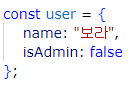 const user = {
  name: "보라",
  isAdmin: false
};